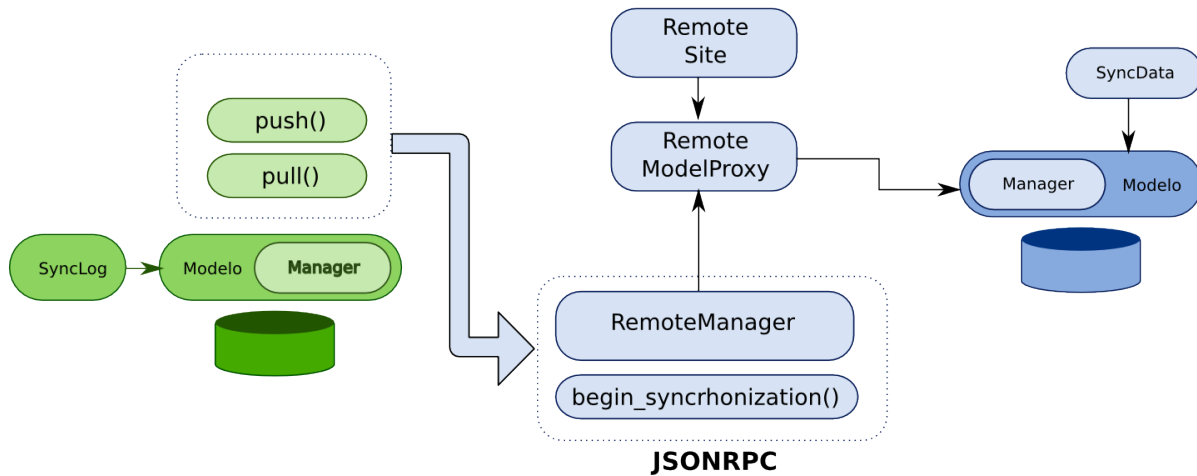 Remote
Site
SyncData
push()
pull()
Remote
ModelProxy
Manager
Modelo
SyncLog
Modelo
Manager
RemoteManager
begin_syncrhonization()
JSONRPC